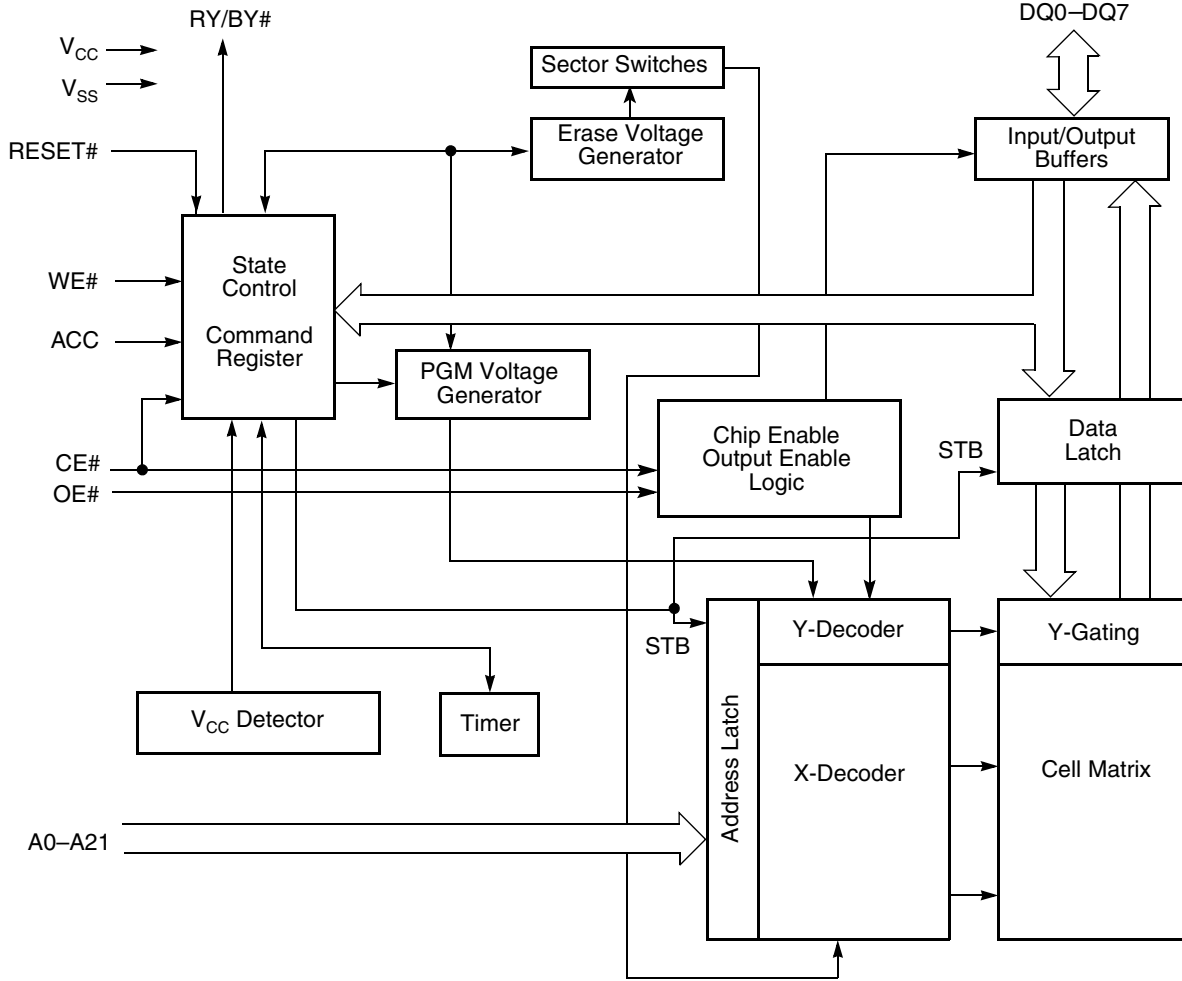 RY/BY#
DQ0–DQ7
VCC
VSS
Sector Switches
RESET#
Erase Voltage
Generator
Input/Output
Buffers
State
Control
Command
Register
WE#
ACC
PGM Voltage
Generator
Chip Enable
Output Enable
Logic
Data
Latch
STB
CE#
OE#
STB
Y-Decoder
Y-Gating
VCC Detector
Timer
Address Latch
X-Decoder
Cell Matrix
A0–A21